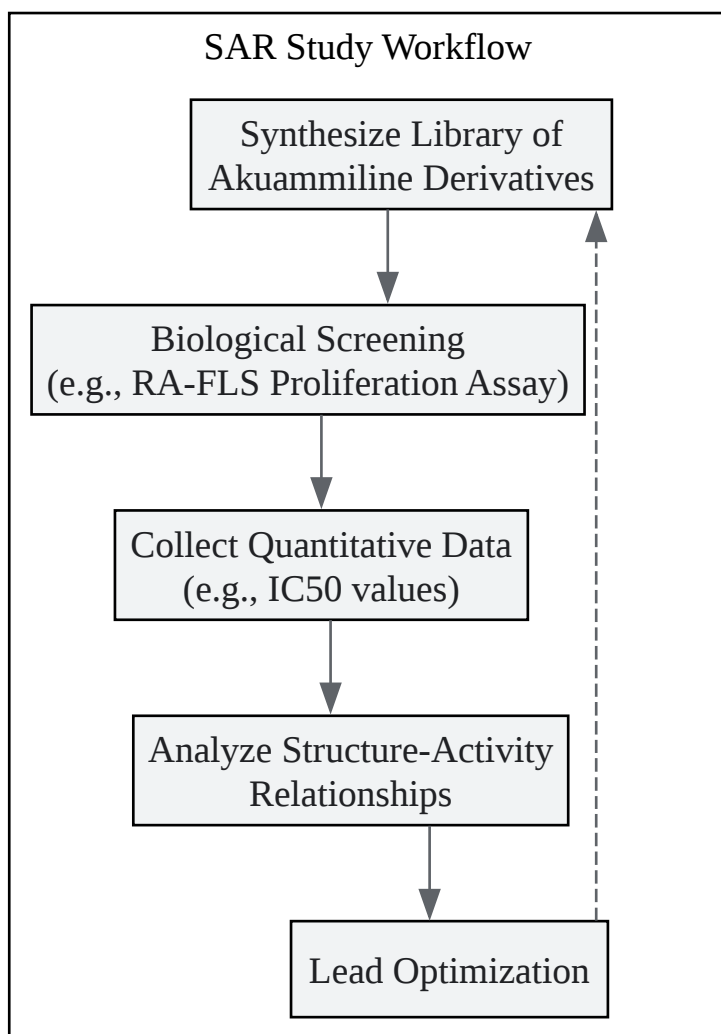 SAR Study Workflow
Synthesize Library of
Akuammiline Derivatives
Biological Screening
(e.g., RA-FLS Proliferation Assay)
Collect Quantitative Data
(e.g., IC50 values)
Analyze Structure-Activity
Relationships
Lead Optimization